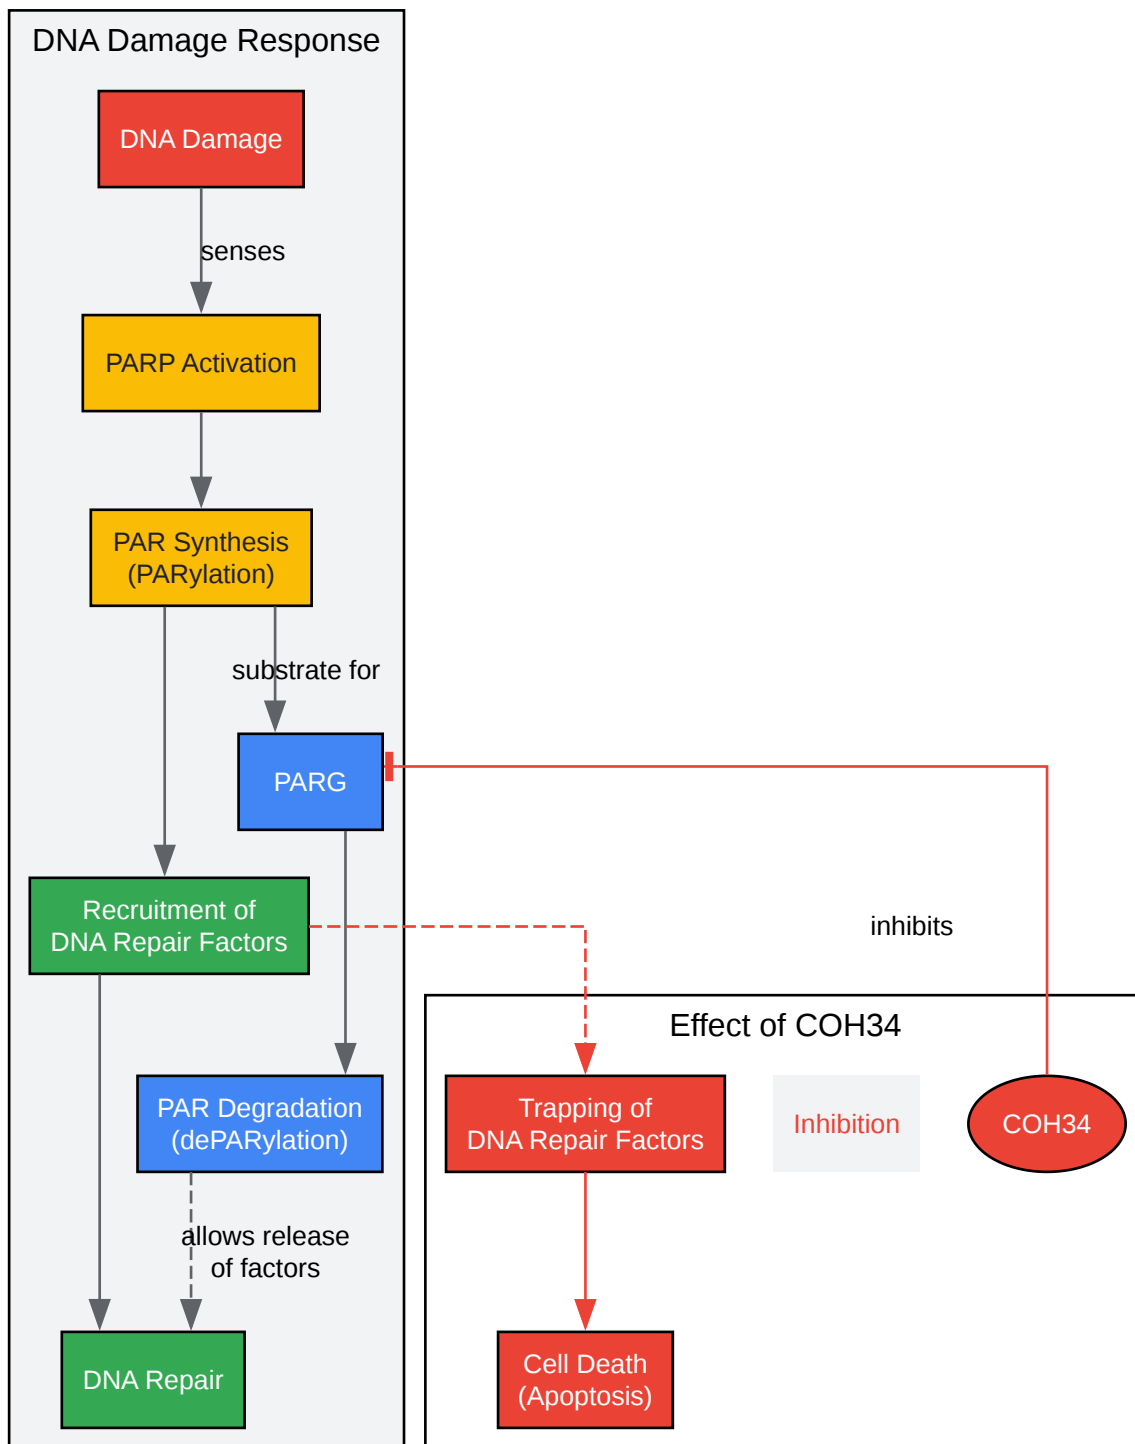 DNA Damage Response
DNA Damage
senses
PARP Activation
PAR Synthesis
(PARylation)
substrate for
PARG
Recruitment of
DNA Repair Factors
inhibits
Effect of COH34
PAR Degradation
(dePARylation)
Trapping of
DNA Repair Factors
Inhibition
COH34
allows release
of factors
DNA Repair
Cell Death
(Apoptosis)